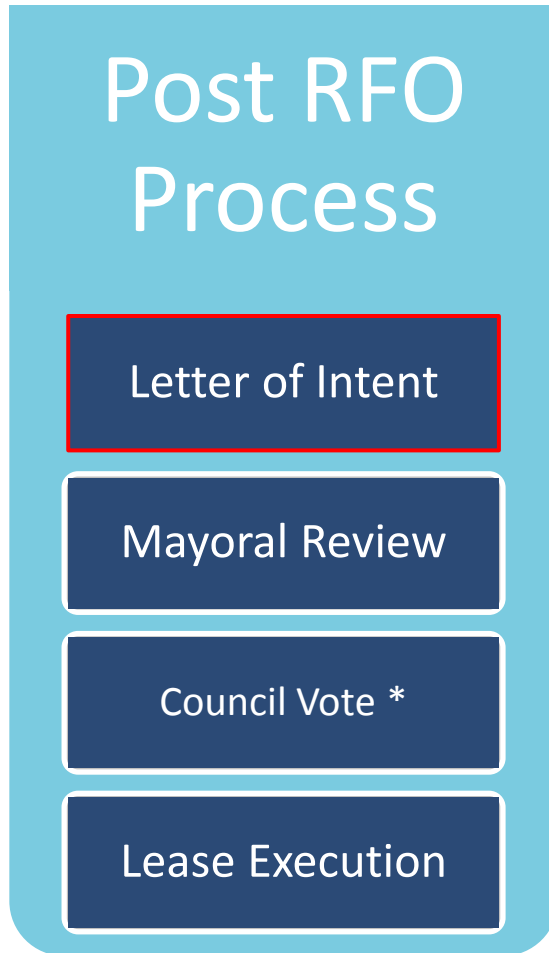 Post RFO
Process
Letter of Intent
Mayoral Review
Council Vote *
Lease Execution